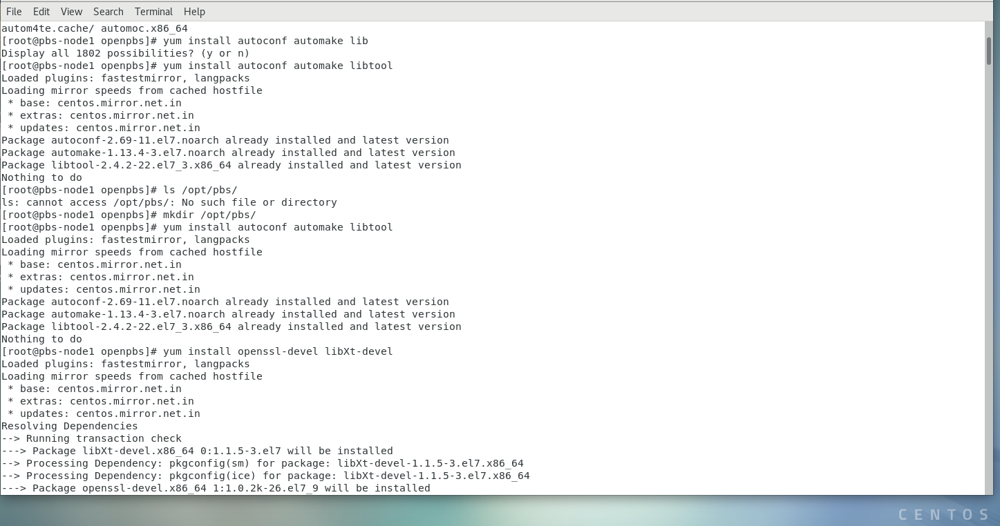 File Edit View Search Terminal Help
autom4te.cache/ automoc.x86_64
[root@pbs-node1 openpbs]# yum install autoconf automake lib
Display all 1802 possibilities? (y or n)
[root@pbs-node1 openpbs]# yum install autoconf automake libtool
Loaded plugins: fastestmirror, langpacks
Loading mirror speeds from cached hostfile
 * base: centos.mirror.net.in
 * extras: centos.mirror.net.in
 * updates: centos.mirror.net.in
Package autoconf-2.69-11.el7.noarch already installed and latest version
Package automake-1.13.4-3.el7.noarch already installed and latest version
Package libtool-2.4.2-22.el7_3.x86_64 already installed and latest version
Nothing to do
[root@pbs-node1 openpbs]# ls /opt/pbs/
ls: cannot access /opt/pbs/: No such file or directory
[root@pbs-node1 openpbs]# mkdir /opt/pbs/
[root@pbs-node1 openpbs]# yum install autoconf automake libtool
Loaded plugins: fastestmirror, langpacks
Loading mirror speeds from cached hostfile
 * base: centos.mirror.net.in
 * extras: centos.mirror.net.in
 * updates: centos.mirror.net.in
Package autoconf-2.69-11.el7.noarch already installed and latest version
Package automake-1.13.4-3.el7.noarch already installed and latest version
Package libtool-2.4.2-22.el7_3.x86_64 already installed and latest version
Nothing to do
[root@pbs-node1 openpbs]# yum install openssl-devel libXt-devel
Loaded plugins: fastestmirror, langpacks
Loading mirror speeds from cached hostfile
 * base: centos.mirror.net.in
 * extras: centos.mirror.net.in
 * updates: centos.mirror.net.in
Resolving Dependencies
--> Running transaction check
---> Package libXt-devel.x86_64 0:1.1.5-3.el7 will be installed
--> Processing Dependency: pkgconfig(sm) for package: libXt-devel-1.1.5-3.el7.x86_64
--> Processing Dependency: pkgconfig(ice) for package: libXt-devel-1.1.5-3.el7.x86_64
---> Package openssl-devel.x86_64 1:1.0.2k-26.el7_9 will be installed
CENTOS